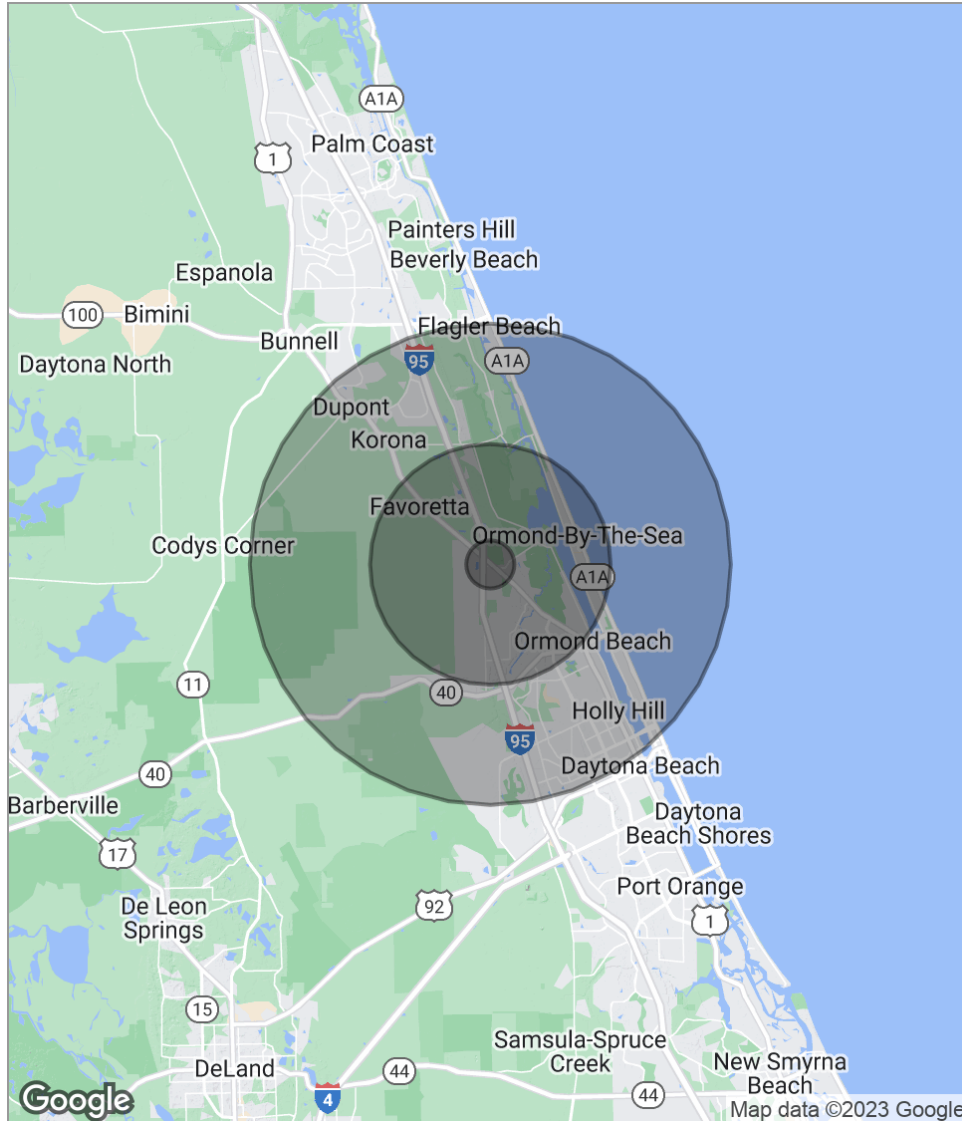 A1A
Palm Coast
1
Painters Hill
Beverly Beach
Espanola
100
Bimini
Flagler Beach
Bunnell
95
A1A
Daytona North
Dupont
Korona
Favoretta
Ormond-By-The-Sea
Codys Corner
A1A
Ormond Beach
11
40
Holly Hill
95
Daytona Beach
40
Barberville
Daytona
Beach Shores
17
Port Orange
92
De Leon
Springs
1
15
Samsula-Spruce
Creek
DeLand
44
New Smyrna
Beach
4
44
Google
Map data ©2023 Google